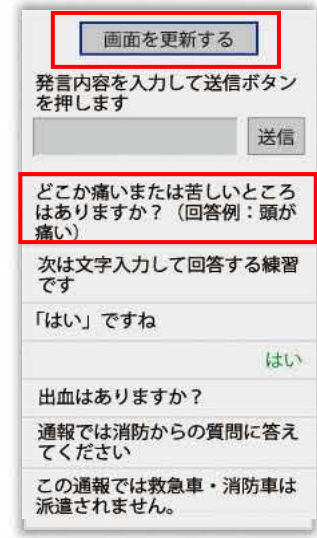 画面を更新する
発言内容を入力して送信ボタン
を押します
送信
どこか痛いまたは苦しいところ
はありますか？（回答例：頭が
痛い）
次は文字入力して回答する練習
です
「はい」ですね
はい
出血はありますか？
通報では消防からの質問に答え
てください
この通報では救急車・消防車は
派遣されません。